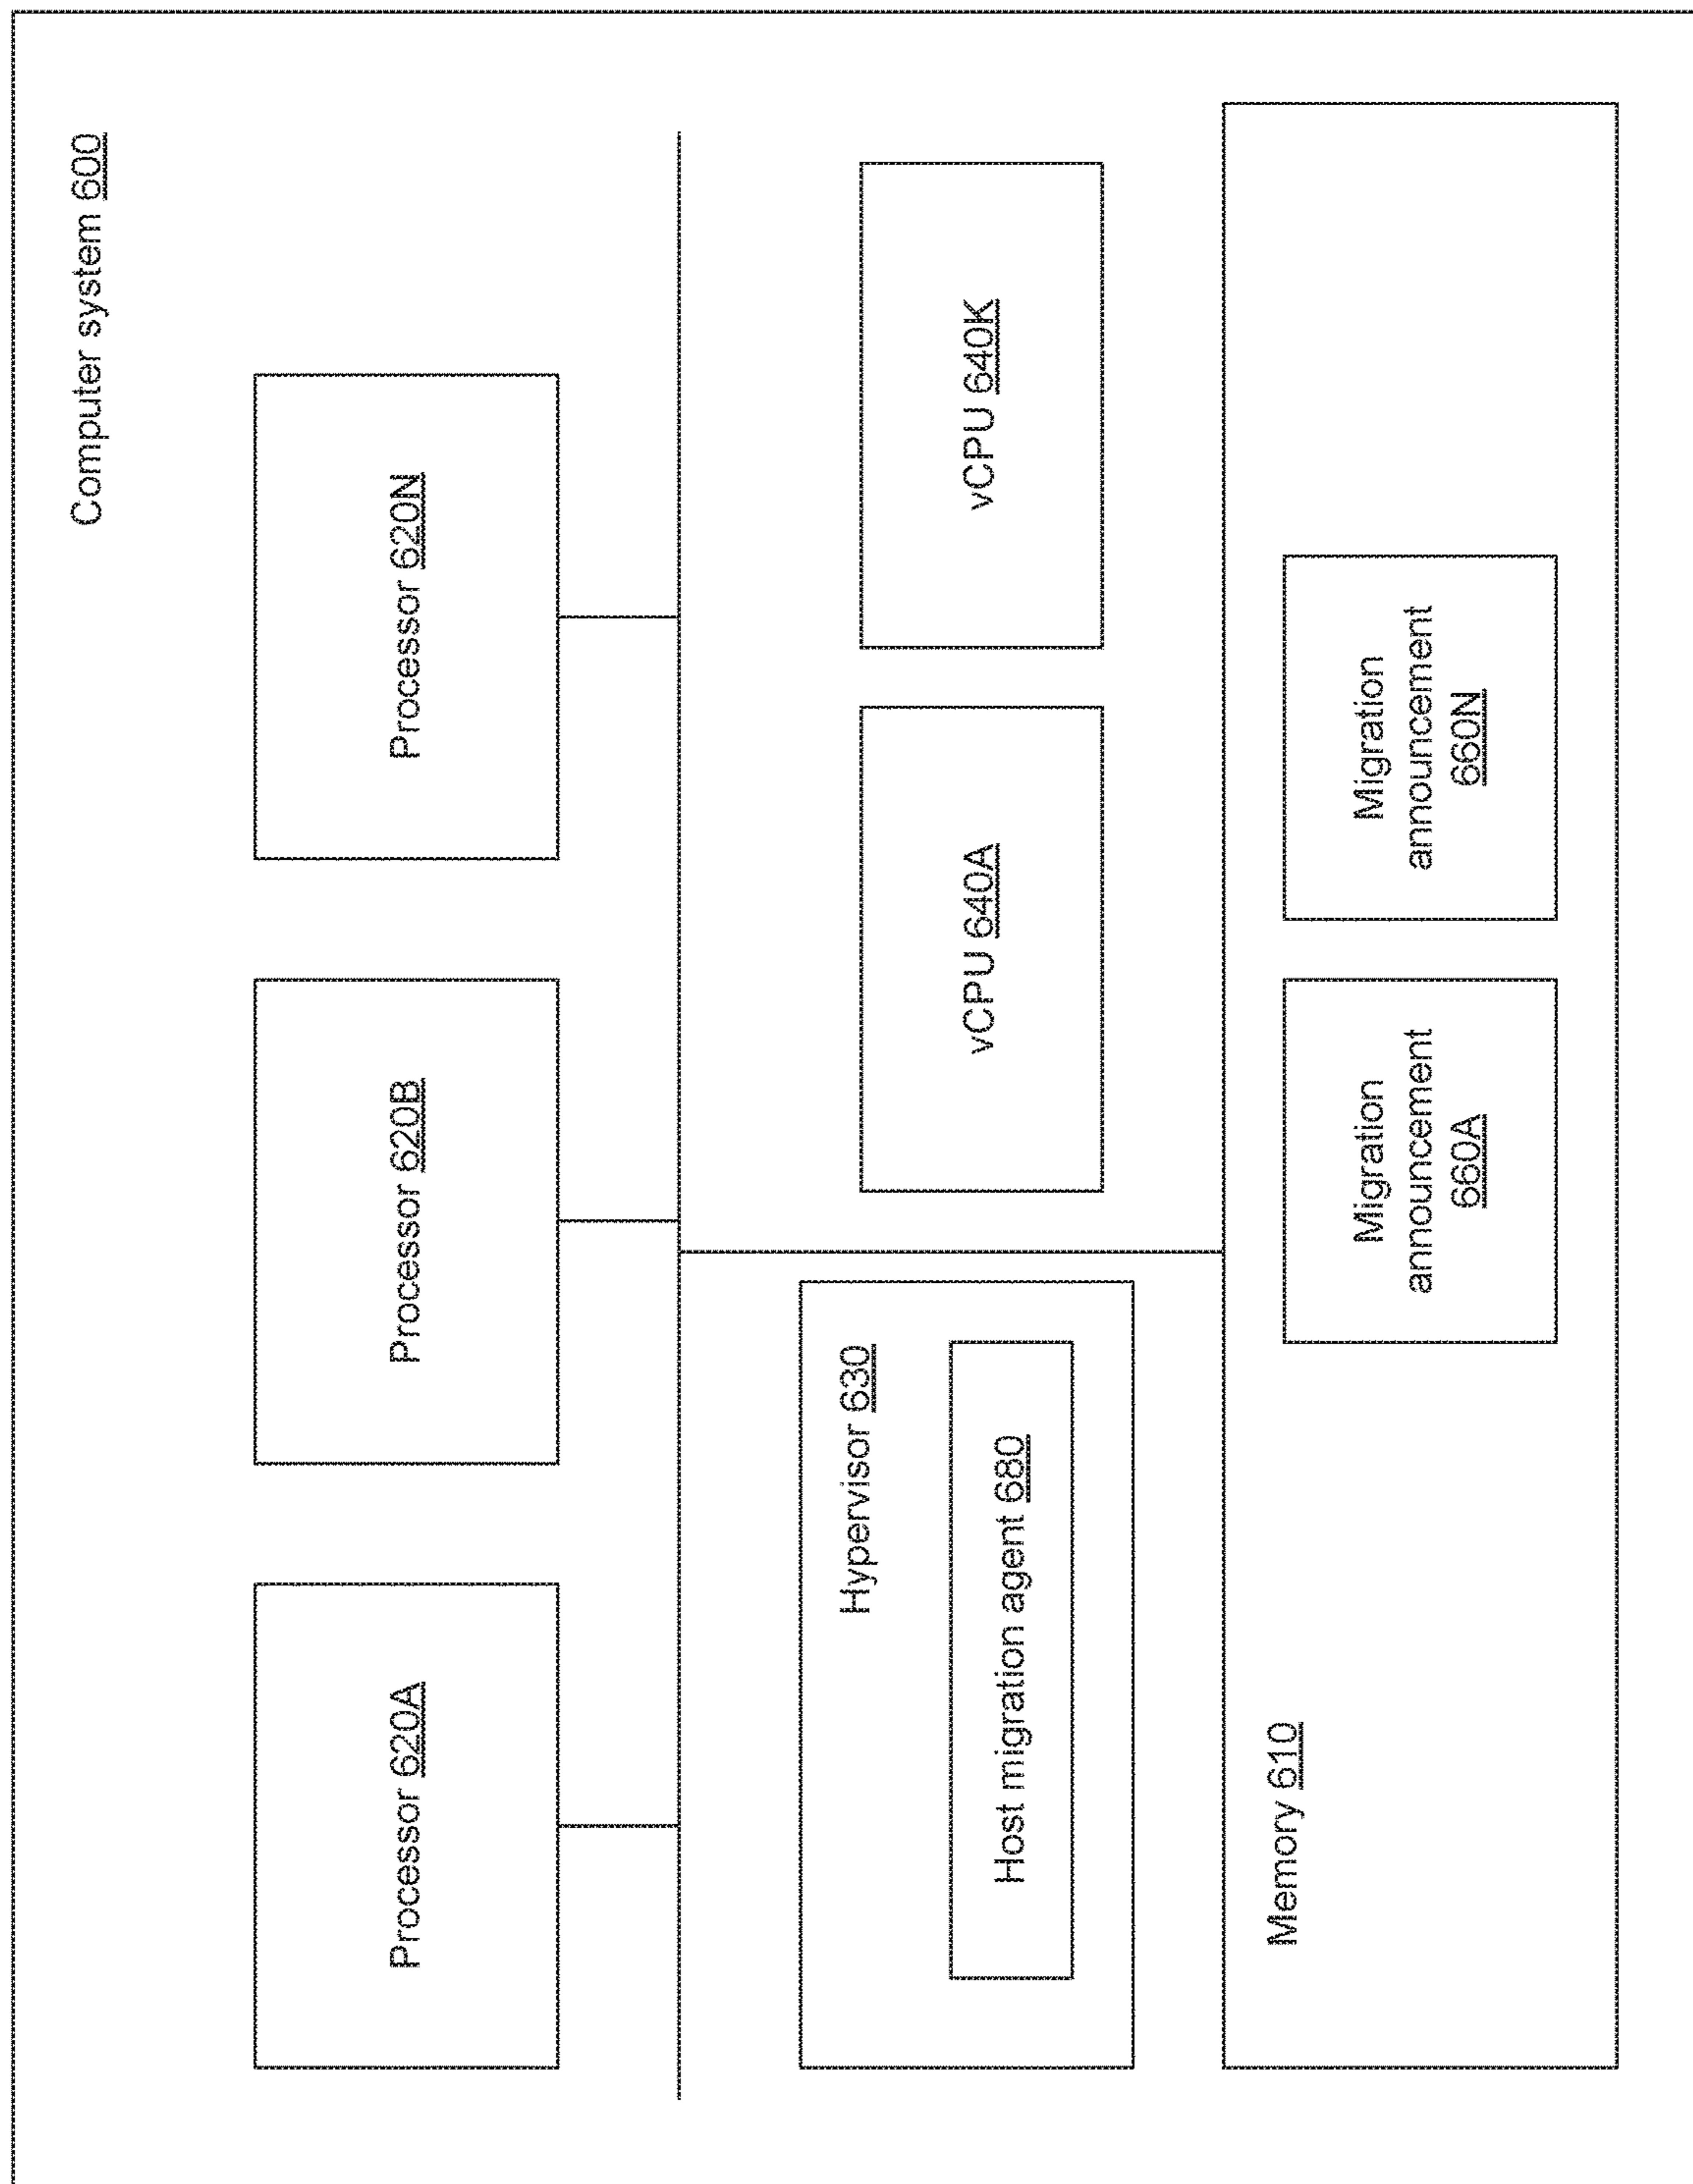 Computer system 600
Processor 620A
Processor 620B
Processor 620N
Hypervisor 630
Host migration agent 680
vCPU 640A
vCPU 640K
Memory 610
Migration
announcement
660A
Migration
announcement
660N